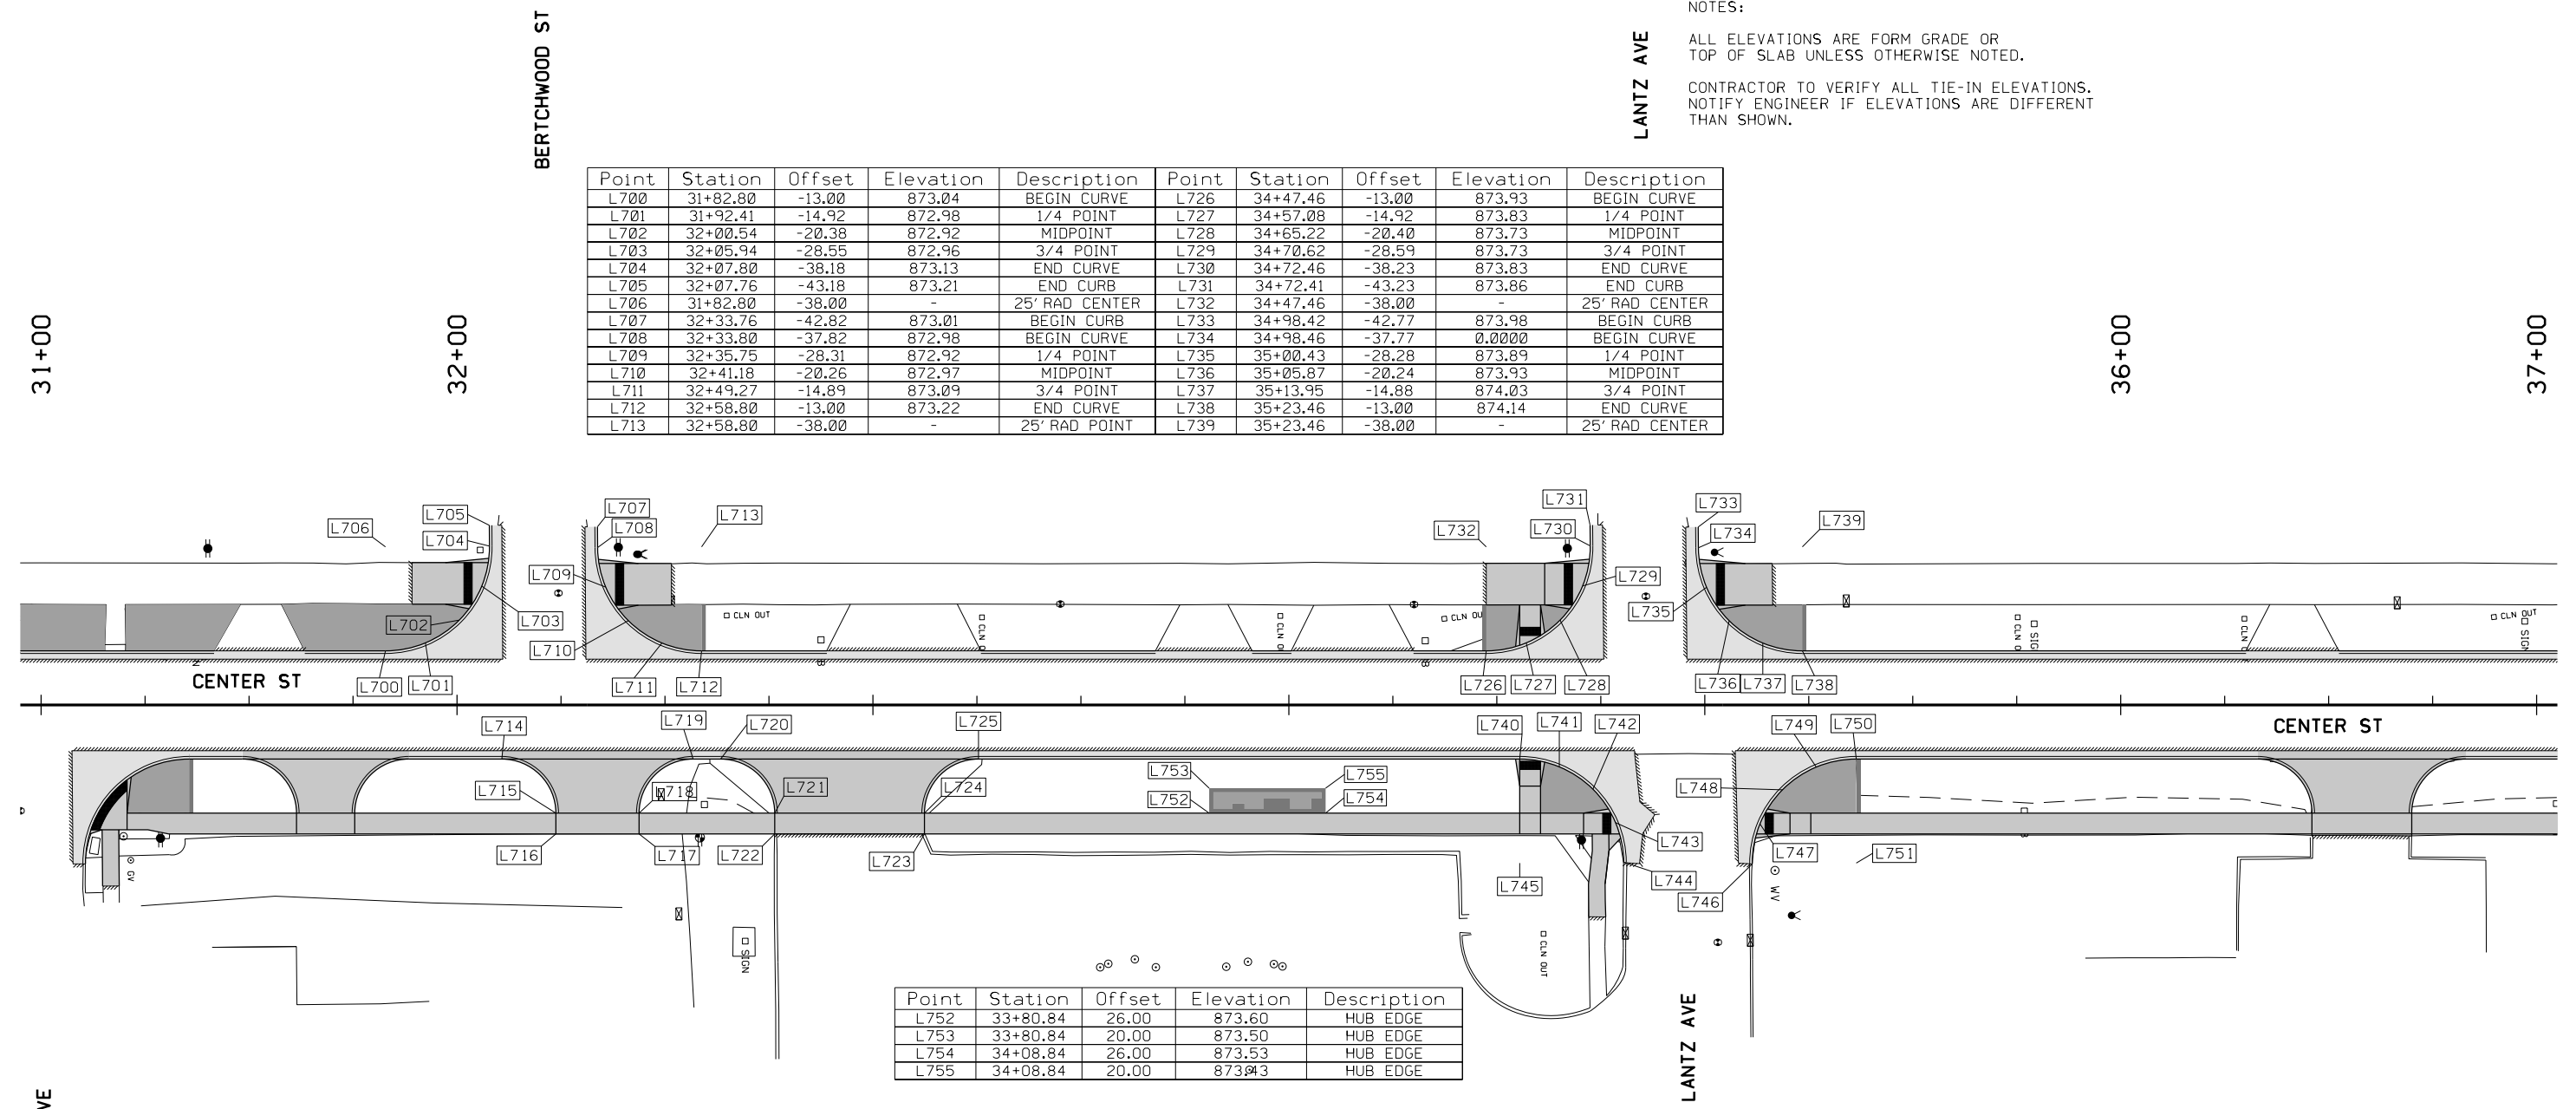 NOTES:
ALL ELEVATIONS ARE FORM GRADE OR
TOP OF SLAB UNLESS OTHERWISE NOTED.
CONTRACTOR TO VERIFY ALL TIE-IN ELEVATIONS.
NOTIFY ENGINEER IF ELEVATIONS ARE DIFFERENT
THAN SHOWN.
BERTCHWOOD ST
LANTZ AVE
Point Station Offset Elevation Description Point Station Offset Elevation Description
L700 31+82.80 -13.00 873.04 BEGIN CURVE L726 34+47.46 -13.00 873.93 BEGIN CURVE
L701 31+92.41 -14.92 872.98 1/4 POINT L727 34+57.08 -14.92 873.83 1/4 POINT
L702 32+00.54 -20.38 872.92 MIDPOINT L728 34+65.22 -20.40 873.73 MIDPOINT
L703 32+05.94 -28.55 872.96 3/4 POINT L729 34+70.62 -28.59 873.73 3/4 POINT
L704 32+07.80 -38.18 873.13 END CURVE L730 34+72.46 -38.23 873.83 END CURVE
L705 32+07.76 -43.18 873.21 END CURB L731 34+72.41 -43.23 873.86 END CURB
L706 31+82.80 -38.00 - 25' RAD CENTER L732 34+47.46 -38.00 - 25' RAD CENTER
L707 32+33.76 -42.82 873.01 BEGIN CURB L733 34+98.42 -42.77 873.98 BEGIN CURB
L708 32+33.80 -37.82 872.98 BEGIN CURVE L734 34+98.46 -37.77 0.0000 BEGIN CURVE
L709 32+35.75 -28.31 872.92 1/4 POINT L735 35+00.43 -28.28 873.89 1/4 POINT
L710 32+41.18 -20.26 872.97 MIDPOINT L736 35+05.87 -20.24 873.93 MIDPOINT
L711 32+49.27 -14.89 873.09 3/4 POINT L737 35+13.95 -14.88 874.03 3/4 POINT
L712 32+58.80 -13.00 873.22 END CURVE L738 35+23.46 -13.00 874.14 END CURVE
L713 32+58.80 -38.00 - 25' RAD POINT L739 35+23.46 -38.00 - 25' RAD CENTER
31+00
32+00
36+00
37+00
L706 L705 L707 L713 L732 L731 L733 L739
L704 L708 L730 L734
L709 L729
L702 L703 L735
CLN OUT
CLN O
CLN O
CLN OU
CLN O
SIG
CLN O
CLN OUT
SIGN
L710
CENTER ST
L700 L701 L711 L712 L726 L727 L728 L736 L737 L738
L714 L719 L720 L725 L740 L741 L742 L749 L750
CENTER ST
L715 L718 L721 L724 L753 L755 L748
L752 L754
L716 L717 L722 L723 L743 L747 L751
GV
L745 L744 L746
WV
SIGN
CLN OUT
Point Station Offset Elevation Description
L752 33+80.84 26.00 873.60 HUB EDGE
L753 33+80.84 20.00 873.50 HUB EDGE
L754 34+08.84 26.00 873.53 HUB EDGE
L755 34+08.84 20.00 873.43 HUB EDGE
LANTZ AVE
VE